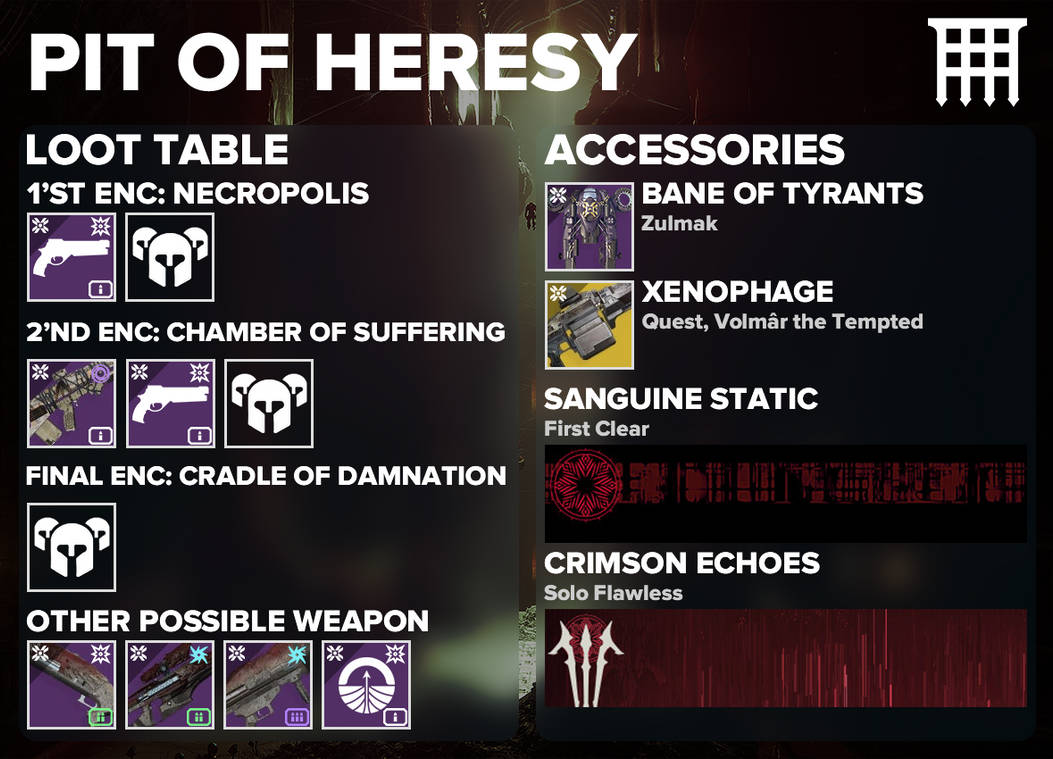 PIT OF HERESY
LOOT TABLE
1'ST ENC: NECROPOLIS
2'ND ENC: CHAMBER OF SUFFERING
FINAL ENC: CRADLE OF DAMNATION
OTHER POSSIBLE WEAPON
ACCESSORIES
BANE OF TYRANTS
Zulmak
XENOPHAGE
Quest, Volmâr the Tempted
SANGUINE STATIC
First Clear
CRIMSON ECHOES
Solo Flawless